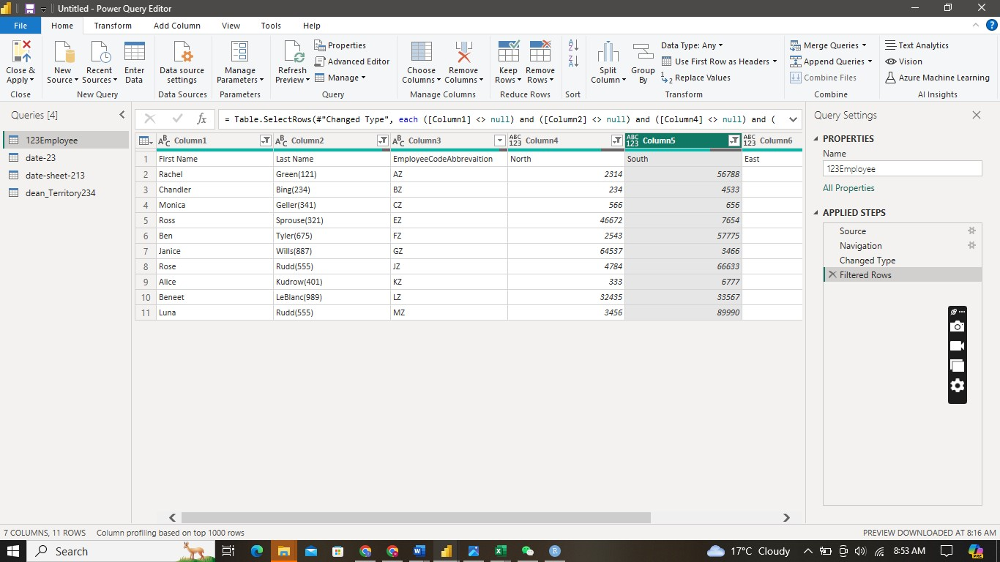 Untitled - Power Query Editor
File Home Transform Add Column View Tools Help
Close & Apply
New Source
Recent Sources
Enter Data
Data source settings
Manage Parameters
Refresh Preview
Properties
Advanced Editor
Manage
Choose Columns
Remove Columns
Keep Rows
Remove Rows
Split Column
Group By
Data Type: Any
Use First Row as Headers
Replace Values
Merge Queries
Append Queries
Combine Files
Text Analytics
Vision
Azure Machine Learning
Close New Query Data Sources Parameters Query Manage Columns Reduce Rows Sort Transform Combine AI Insights
Queries [4]
123Employee
date-23
date-sheet-213
dean_Territory234
fx = Table.SelectRows(#"Changed Type", each ([Column1] <> null) and ([Column2] <> null) and ([Column4] <> null) and (
ABC Column1 ABC Column2 ABC Column3 ABC 123 Column4 ABC 123 Column5 ABC 123 Column6
1 First Name Last Name EmployeeCodeAbbrevaition North South East
2 Rachel Green(121) AZ 2314 56788
3 Chandler Bing(234) BZ 234 4533
4 Monica Geller(341) CZ 566 656
5 Ross Sprouse(321) EZ 46672 7654
6 Ben Tyler(675) FZ 2543 57775
7 Janice Wills(887) GZ 64537 3466
8 Rose Rudd(555) JZ 4784 66633
9 Alice Kudrow(401) KZ 333 6777
10 Beneet LeBlanc(989) LZ 32435 33567
11 Luna Rudd(555) MZ 3456 89990
Query Settings
PROPERTIES
Name
123Employee
All Properties
APPLIED STEPS
Source
Navigation
Changed Type
Filtered Rows
7 COLUMNS, 11 ROWS Column profiling based on top 1000 rows PREVIEW DOWNLOADED AT 8:16 AM
Search 17°C Cloudy 8:53 AM